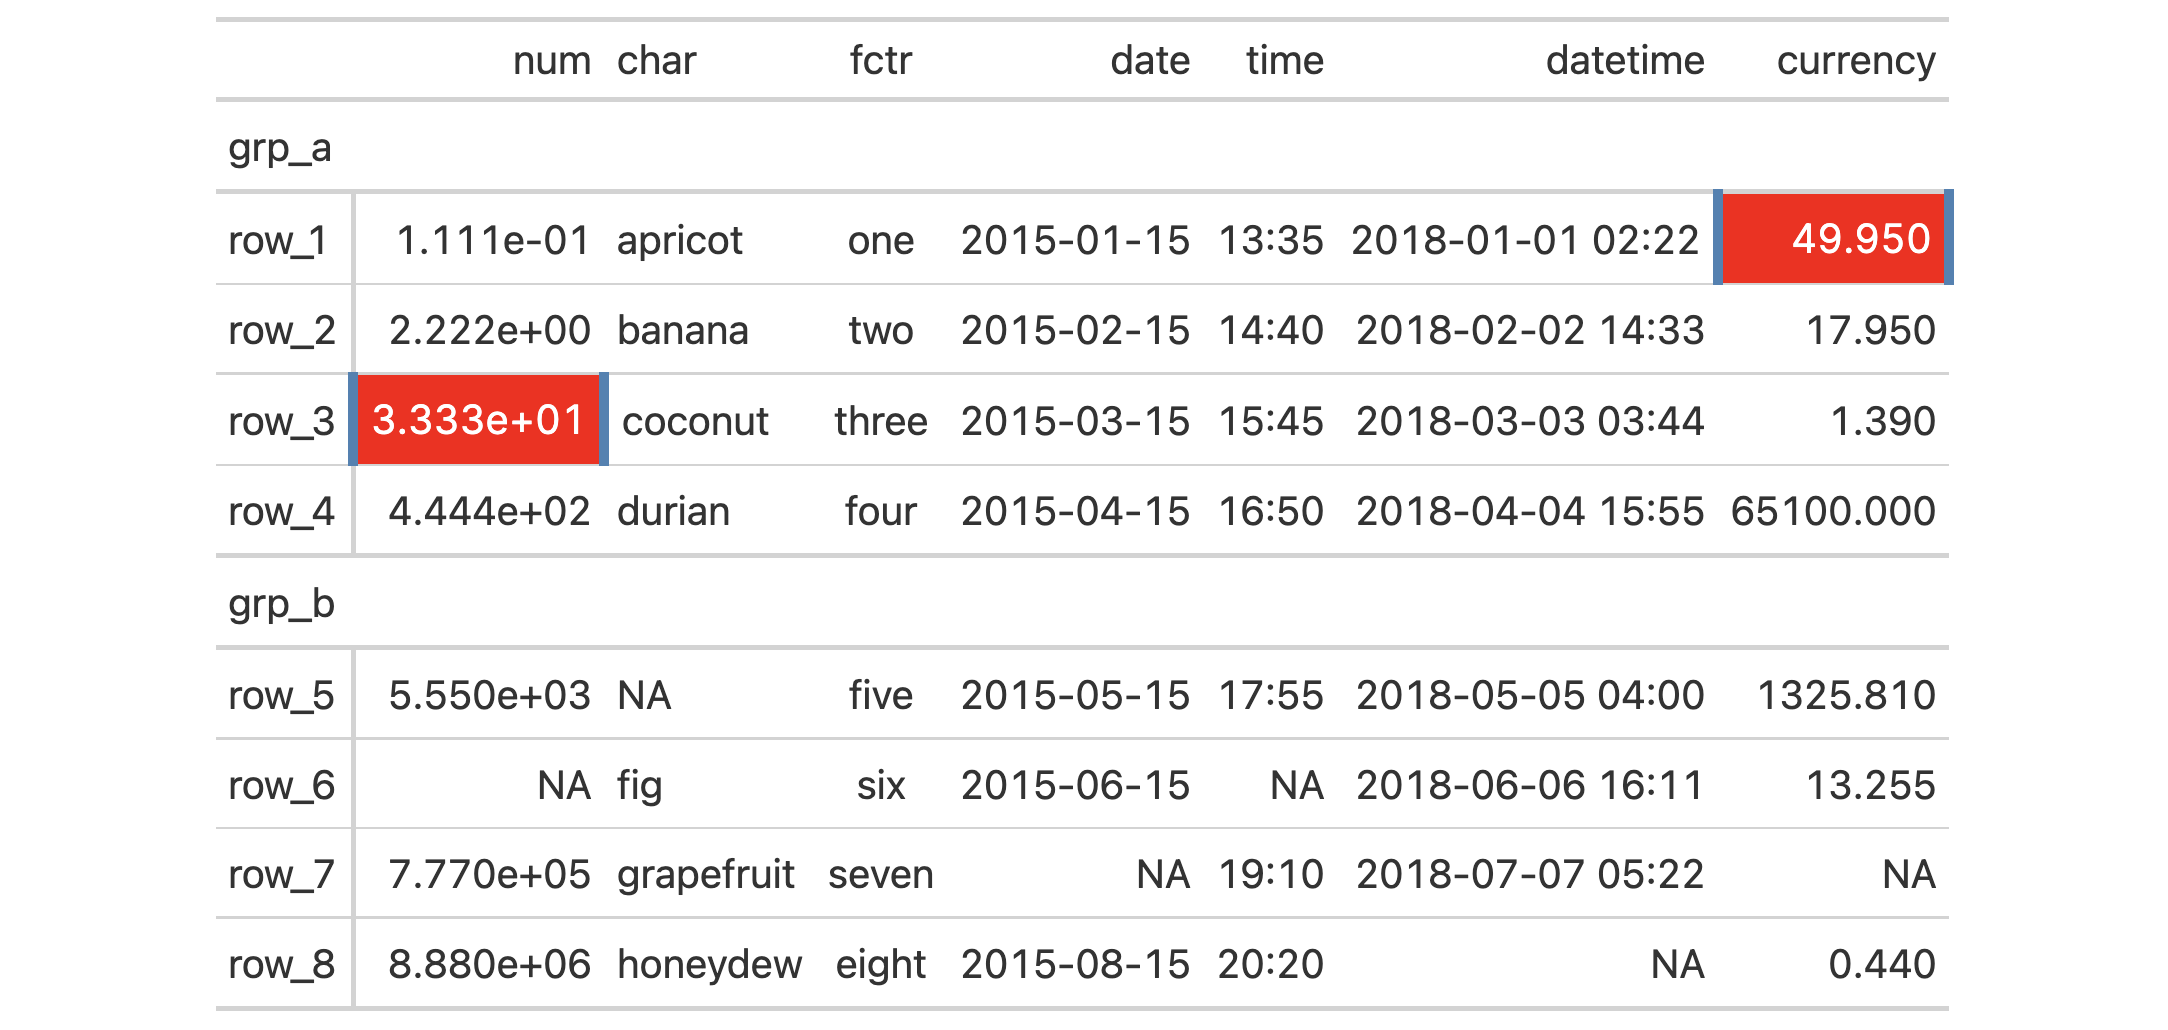 num char fctr date time datetime currency
grp_a
row_1 1.111e-01 apricot one 2015-01-15 13:35 2018-01-01 02:22 49.950
row_2 2.222e+00 banana two 2015-02-15 14:40 2018-02-02 14:33 17.950
row_3 3.333e+01 coconut three 2015-03-15 15:45 2018-03-03 03:44 1.390
row_4 4.444e+02 durian four 2015-04-15 16:50 2018-04-04 15:55 65100.000
grp_b
row_5 5.550e+03 NA five 2015-05-15 17:55 2018-05-05 04:00 1325.810
row_6 NA fig six 2015-06-15 NA 2018-06-06 16:11 13.255
row_7 7.770e+05 grapefruit seven NA 19:10 2018-07-07 05:22 NA
row_8 8.880e+06 honeydew eight 2015-08-15 20:20 NA 0.440